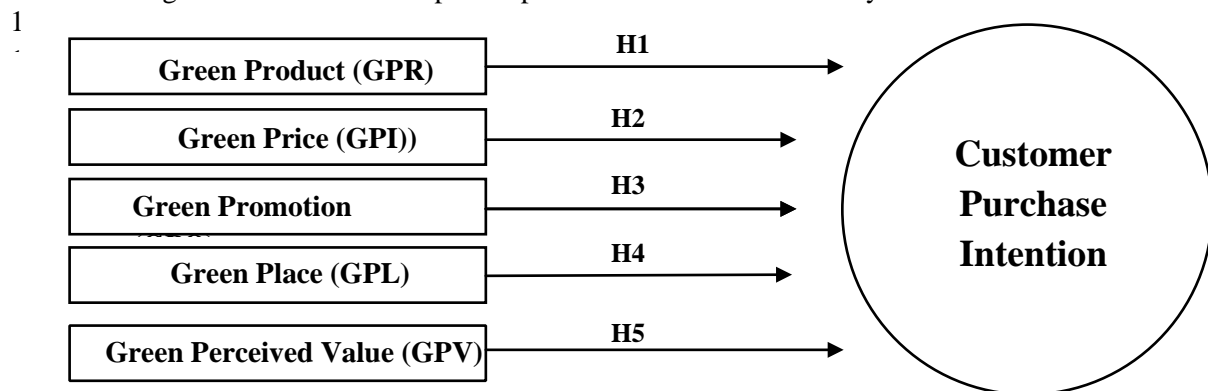 1
Green Product (GPR)
H1
Green Price (GPI))
H2
Green Promotion
H3
Green Place (GPL)
H4
Green Perceived Value (GPV)
H5
Customer
Purchase
Intention